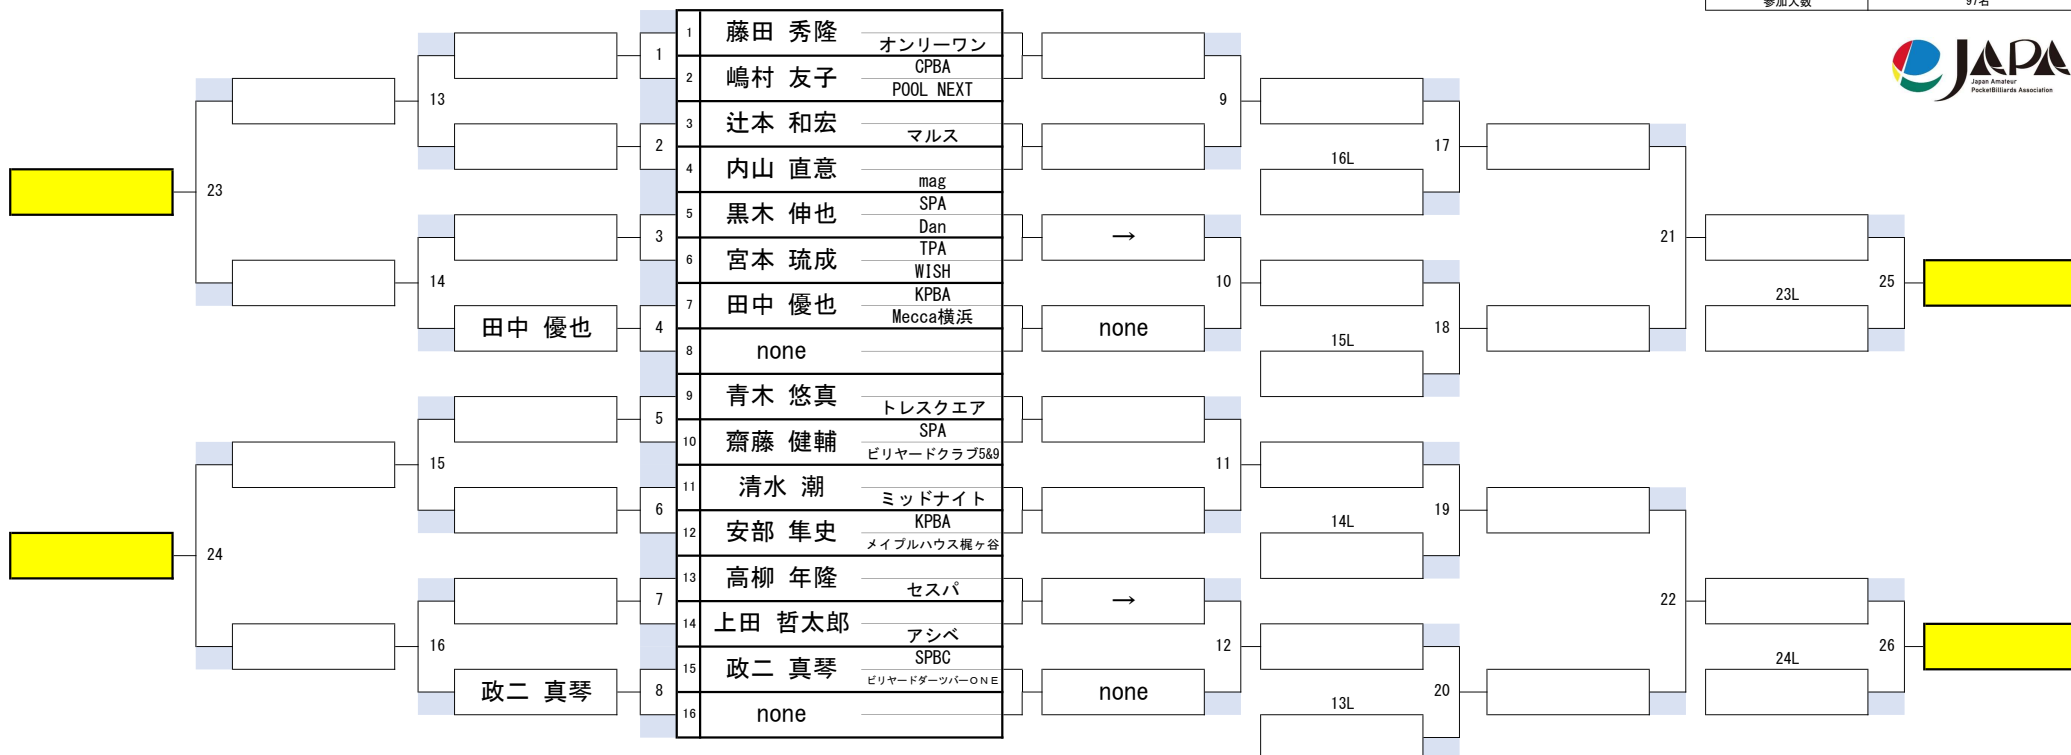 参加人数 97名
JAPA
Japan Amateur
PocketBilliards Association
1 藤田 秀隆 オンリーワン
2 嶋村 友子 CPBA
POOL NEXT
3 辻本 和宏 マルス
4 内山 直意 mag
5 黒木 伸也 SPA
Dan
6 宮本 琉成 TPA
WISH
7 田中 優也 KPBA
Mecca横浜
8 none
9 青木 悠真 トレスクエア
10 齋藤 健輔 SPA
ビリヤードクラブ5&9
11 清水 潮 ミッドナイト
12 安部 隼史 KPBA
メイプルハウス梶ヶ谷
13 高柳 年隆 セスパ
14 上田 哲太郎 アシベ
15 政二 真琴 SPBC
ビリヤードダーツバーONE
16 none
1
2
3
4
5
6
7
8
田中 優也
政二 真琴
13
14
15
16
23
24
→
none
→
none
9
10
11
12
16L
15L
14L
13L
17
18
19
20
21
22
23L
24L
25
26